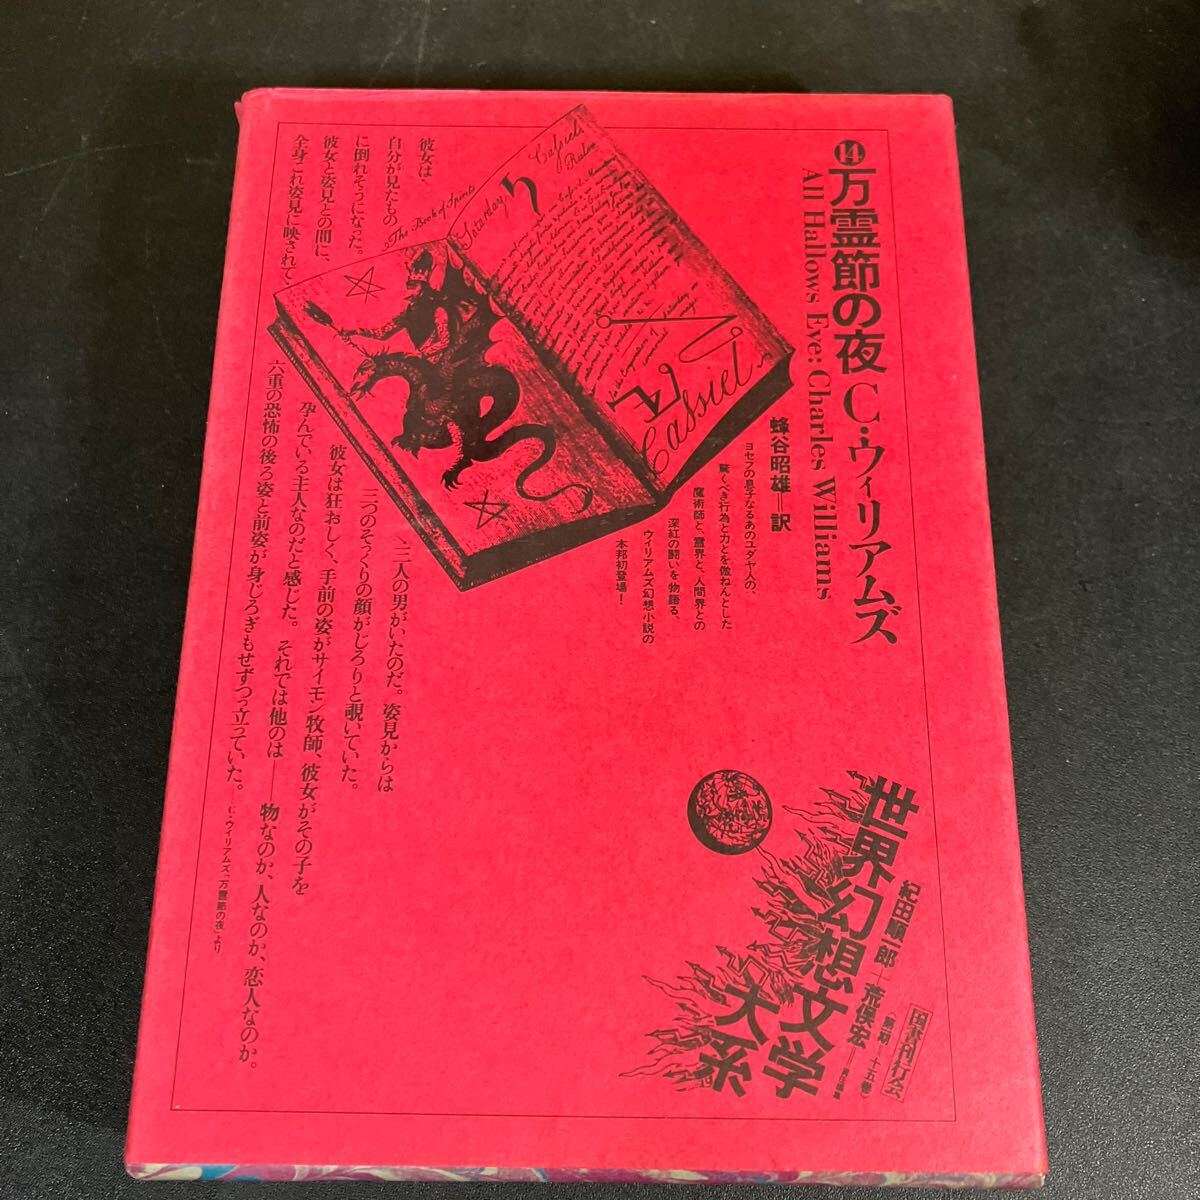 ⑭万霊節の夜 C・ウィリアムズ
All Hallows Eve: Charles Williams
蜂谷昭雄＝訳
ヨセフの息子なるあのユダヤ人の、
驚くべき行為と力とを倣ねんとした
魔術師と、霊界と、人間界との
深紅の闘いを物語る、
ウィリアムズ幻想小説の
本邦初登場！
彼女は、
自分が見たもの
に倒れそうになった。
彼女と姿見との間に、
全身これ姿見に映されて、
三人の男がいたのだ。姿見からは
三つのそっくりの顔がじろりと覗いていた。
彼女は狂おしく、手前の姿がサイモン牧師、彼女がその子を
孕んでいる主人なのだと感じた。それでは他のは――物なのか、人なのか、恋人なのか。
六重の恐怖の後ろ姿と前姿が身じろぎもせずつっ立っていた。
C・ウィリアムズ「万霊節の夜」より
The Book of Spirits
Saturday
Cassiel
世界幻想文学大系
紀田順一郎―荒俣宏＝責任編集
（第一期―十五巻）
国書刊行会